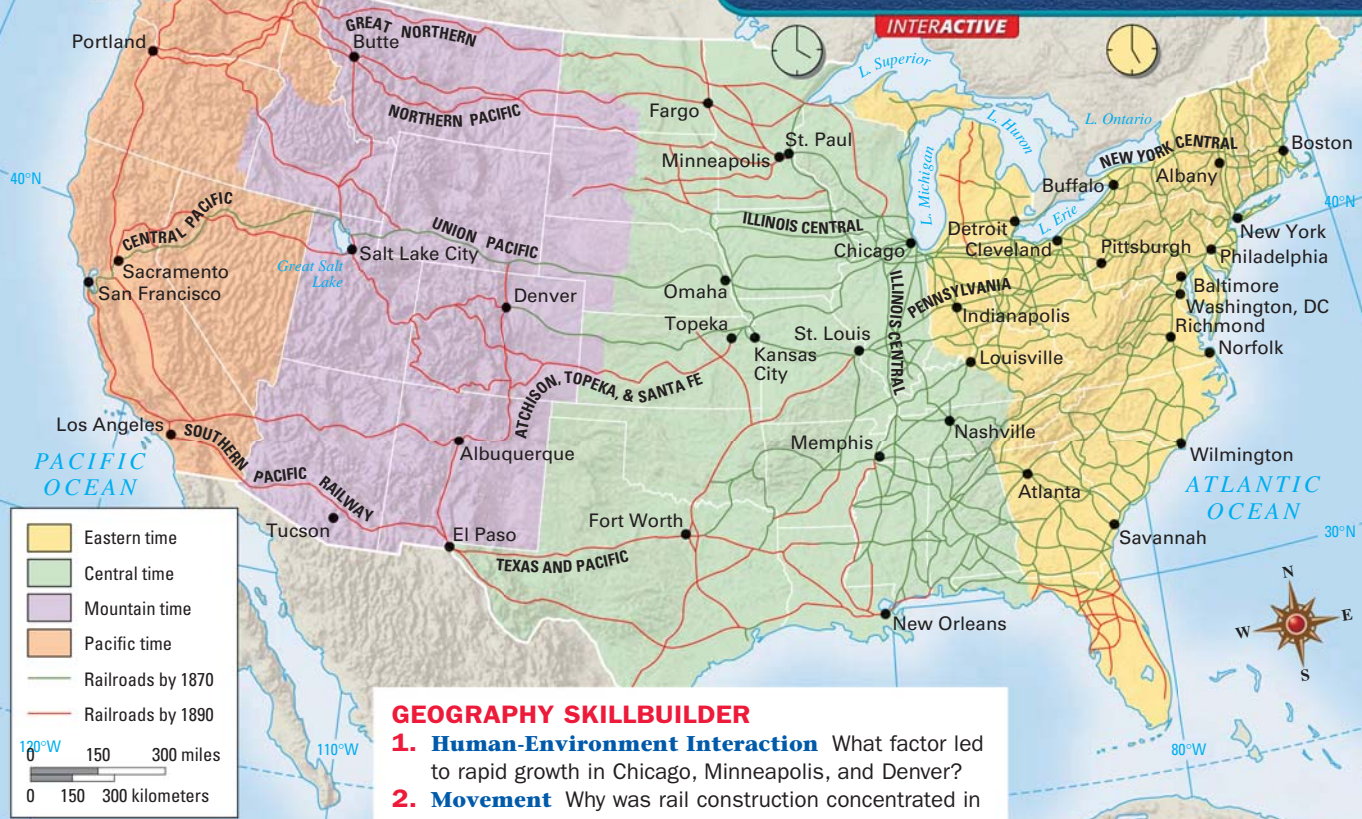 INTERACTIVE
GREAT NORTHERN
Portland
Butte
L. Superior
NORTHERN PACIFIC
Fargo
L. Huron
L. Ontario
St. Paul
Minneapolis
L. Michigan
NEW YORK CENTRAL
Boston
Albany
Buffalo
40°N
40°N
CENTRAL PACIFIC
UNION PACIFIC
ILLINOIS CENTRAL
Detroit
L. Erie
New York
Chicago
Cleveland
Pittsburgh
Philadelphia
Salt Lake City
Great Salt
Lake
Sacramento
San Francisco
Denver
Omaha
ILLINOIS CENTRAL
PENNSYLVANIA
Baltimore
Washington, DC
Indianapolis
Richmond
Topeka
St. Louis
Kansas
City
Norfolk
Louisville
ATCHISON, TOPEKA, & SANTA FE
Los Angeles
SOUTHERN PACIFIC RAILWAY
Albuquerque
Memphis
Nashville
Wilmington
PACIFIC
OCEAN
ATLANTIC
OCEAN
Atlanta
Tucson
El Paso
Fort Worth
Savannah
30°N
TEXAS AND PACIFIC
New Orleans
N
E
W
S
Eastern time
Central time
Mountain time
Pacific time
Railroads by 1870
Railroads by 1890
120°W
0 150 300 miles
0 150 300 kilometers
110°W
80°W
GEOGRAPHY SKILLBUILDER
1. Human-Environment Interaction What factor led
to rapid growth in Chicago, Minneapolis, and Denver?
2. Movement Why was rail construction concentrated in